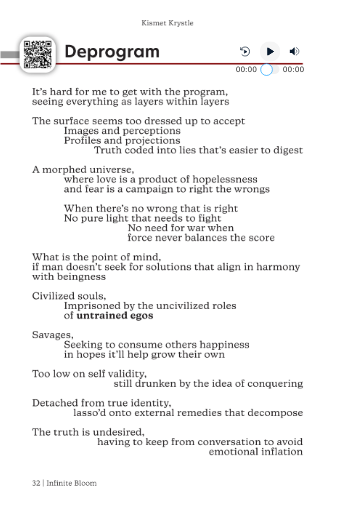 Kismet Krystle
Deprogram
00:00 00:00
It's hard for me to get with the program,
seeing everything as layers within layers
The surface seems too dressed up to accept
Images and perceptions
Profiles and projections
Truth coded into lies that's easier to digest
A morphed universe,
where love is a product of hopelessness
and fear is a campaign to right the wrongs
When there's no wrong that is right
No pure light that needs to fight
No need for war when
force never balances the score
What is the point of mind,
if man doesn't seek for solutions that align in harmony
with beingness
Civilized souls,
Imprisoned by the uncivilized roles
of untrained egos
Savages,
Seeking to consume others happiness
in hopes it'll help grow their own
Too low on self validity,
still drunken by the idea of conquering
Detached from true identity,
lasso'd onto external remedies that decompose
The truth is undesired,
having to keep from conversation to avoid
emotional inflation
32 | Infinite Bloom